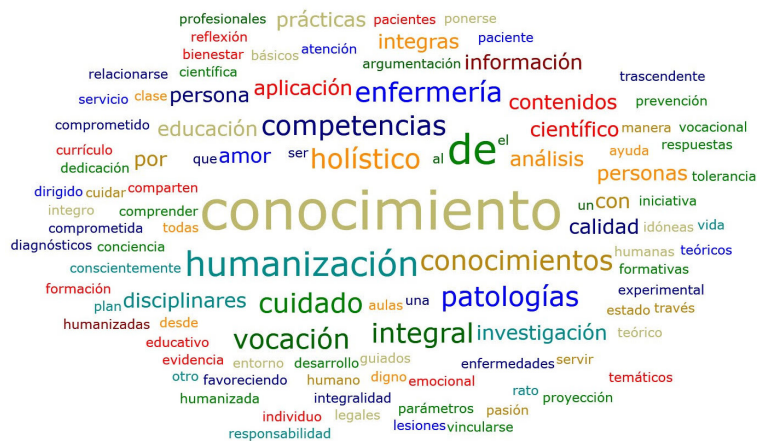 profesionales prácticas pacientes ponerse
reflexión integras paciente
bienestar básicos atención argumentación información
relacionarse científica trascendente
servicio clase persona aplicación enfermería contenidos prevención
comprometido educación competencias de el científico manera vocacional
currículo por que amor ser holístico al análisis ayuda respuestas
dedicación personas tolerancia
dirigido cuidar comparten conocimiento un con iniciativa
integro comprender calidad idóneas vida
comprometida todas
diagnósticos conciencia humanas teóricos
conscientemente humanización conocimientos formativas
formación experimental
plan disciplinares cuidado aulas una patologías estado través
humanizadas desde vocación integral investigación teórico
educativo
evidencia entorno desarrollo guiados enfermedades servir
otro favoreciendo humano digno emocional temáticos
humanizada integralidad rato proyección
individuo legales parámetros pasión
responsabilidad lesiones vincularse